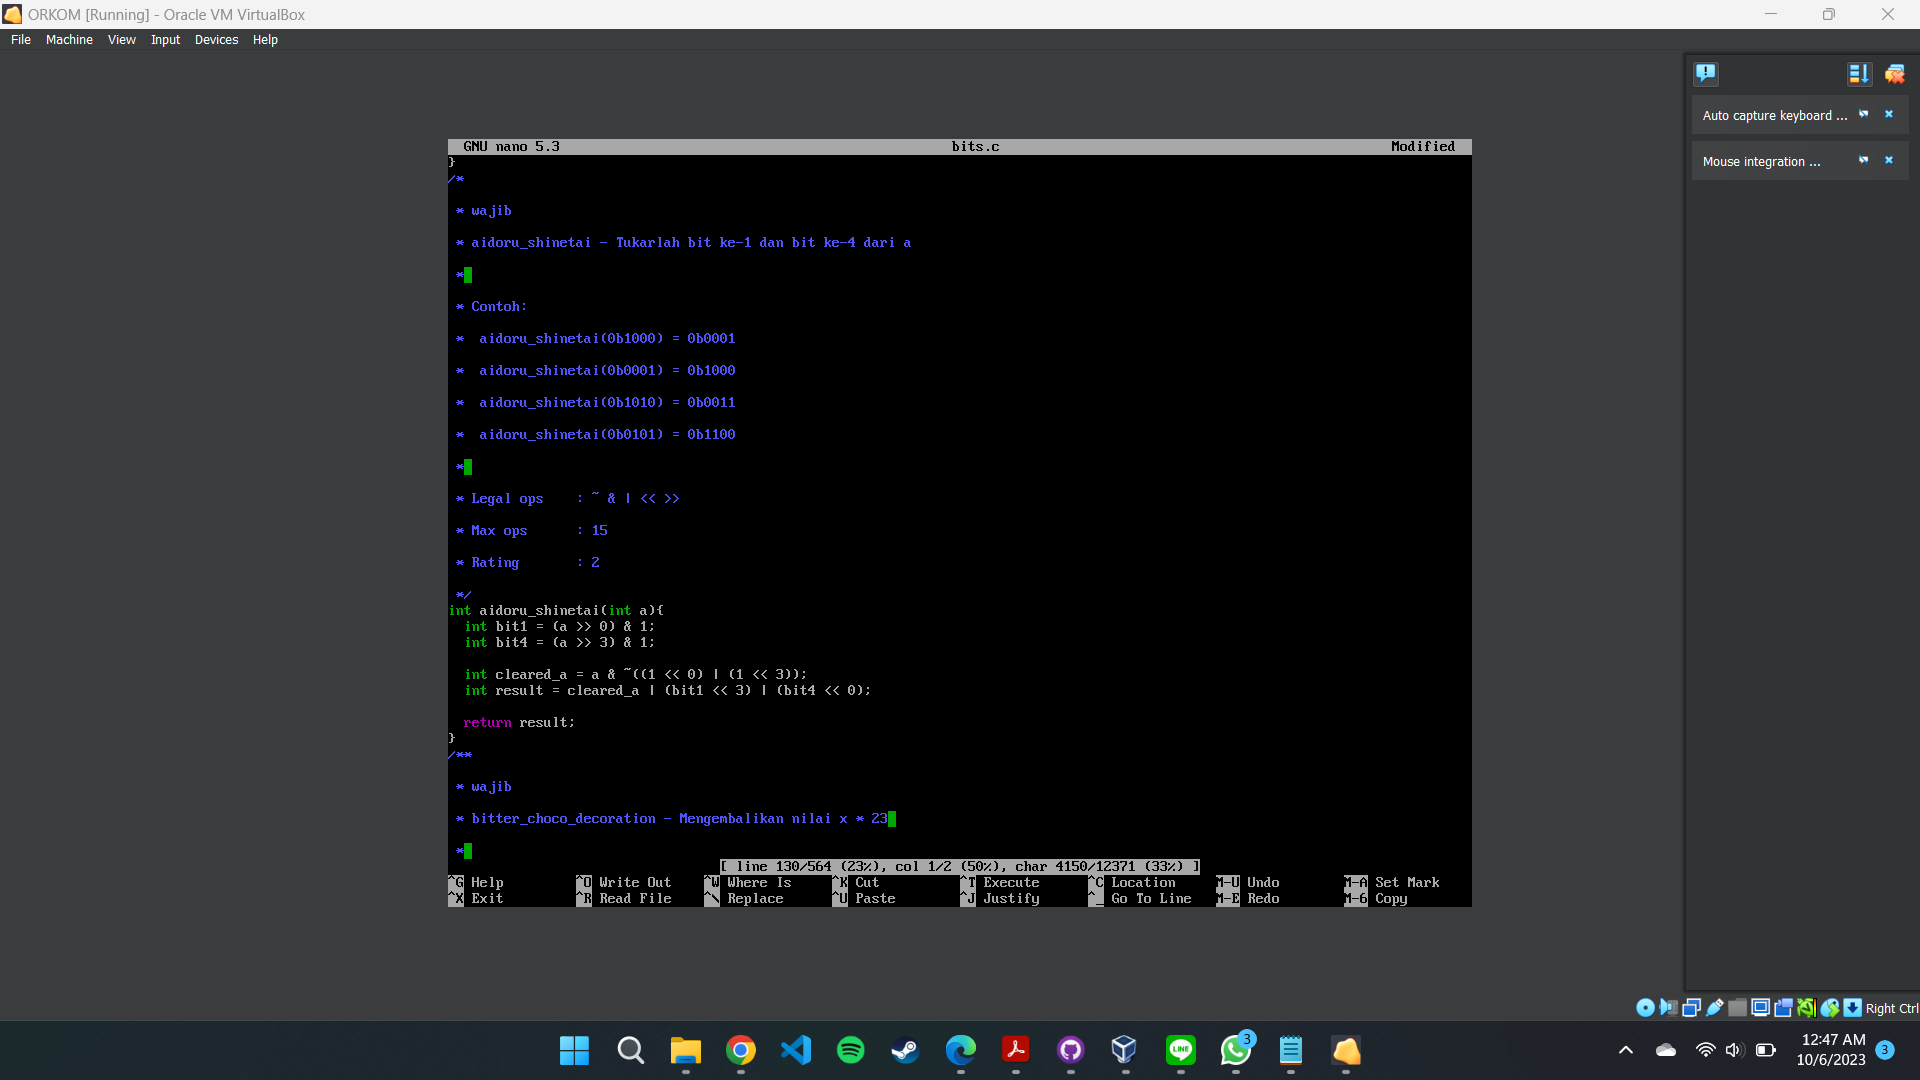 ORKOM [Running] - Oracle VM VirtualBox
File Machine View Input Devices Help
Auto capture keyboard ...
Mouse integration ...
GNU nano 5.3 bits.c Modified
}
/*
* wajib
* aidoru_shinetai - Tukarlah bit ke-1 dan bit ke-4 dari a
*
* Contoh:
* aidoru_shinetai(0b1000) = 0b0001
* aidoru_shinetai(0b0001) = 0b1000
* aidoru_shinetai(0b1010) = 0b0011
* aidoru_shinetai(0b0101) = 0b1100
*
* Legal ops : ~ & | << >>
* Max ops : 15
* Rating : 2
*/
int aidoru_shinetai(int a){
int bit1 = (a >> 0) & 1;
int bit4 = (a >> 3) & 1;
int cleared_a = a & ~((1 << 0) | (1 << 3));
int result = cleared_a | (bit1 << 3) | (bit4 << 0);
return result;
}
/**
* wajib
* bitter_choco_decoration - Mengembalikan nilai x * 23
*
[ line 130/564 (23%), col 1/2 (50%), char 4150/12371 (33%) ]
^G Help ^O Write Out ^W Where Is ^K Cut ^T Execute ^C Location M-U Undo M-A Set Mark
^X Exit ^R Read File ^\ Replace ^U Paste ^J Justify ^_ Go To Line M-E Redo M-6 Copy
Right Ctrl
LINE
3
12:47 AM
10/6/2023
3